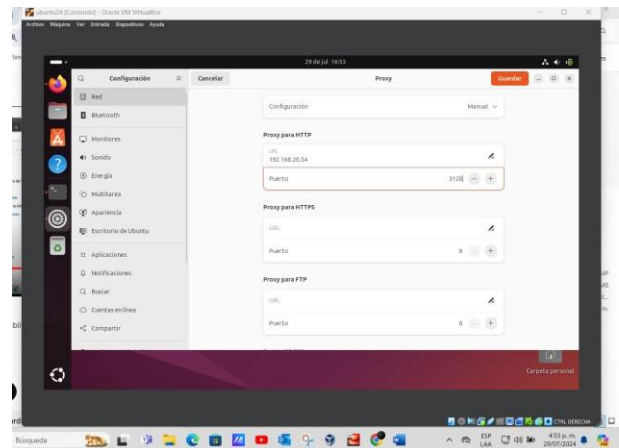 ubuntu24 [Corriendo] - Oracle VM VirtualBox
Archivo Máquina Ver Entrada Dispositivos Ayuda
29 de jul 16:53
Configuración
Cancelar
Proxy
Guardar
Red
Bluetooth
Monitores
Sonido
Energía
Multitarea
Apariencia
Escritorio de Ubuntu
Aplicaciones
Notificaciones
Buscar
Cuentas en línea
Compartir
Configuración Manual
Proxy para HTTP
URL
192.168.20.54
Puerto 3128
Proxy para HTTPS
URL
Puerto 0
Proxy para FTP
URL
Puerto 0
Carpeta personal
CTRL DERECHA
Búsqueda
ESP
LAA
4:53 p. m.
29/07/2024